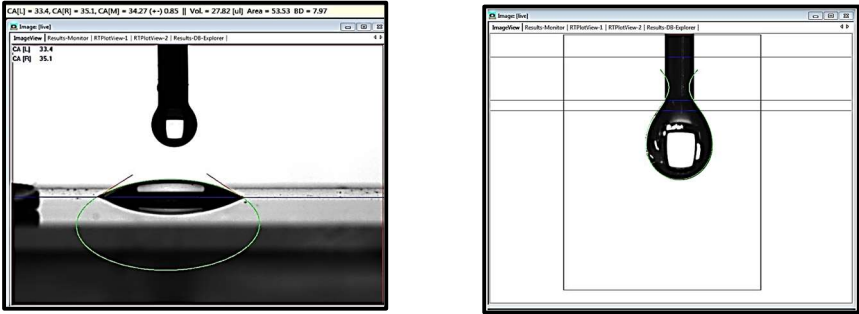 CA[L] = 33.4, CA[R] = 35.1, CA[M] = 34.27 (+-) 0.85 || Vol. = 27.82 [ul] Area = 53.53 BD = 7.97
Image: [live]
ImageView | Results-Monitor | RTPlotView-1 | RTPlotView-2 | Results-DB-Explorer |
CA [L] 33.4
CA [R] 35.1
Image: [live]
ImageView | Results-Monitor | RTPlotView-1 | RTPlotView-2 | Results-DB-Explorer |